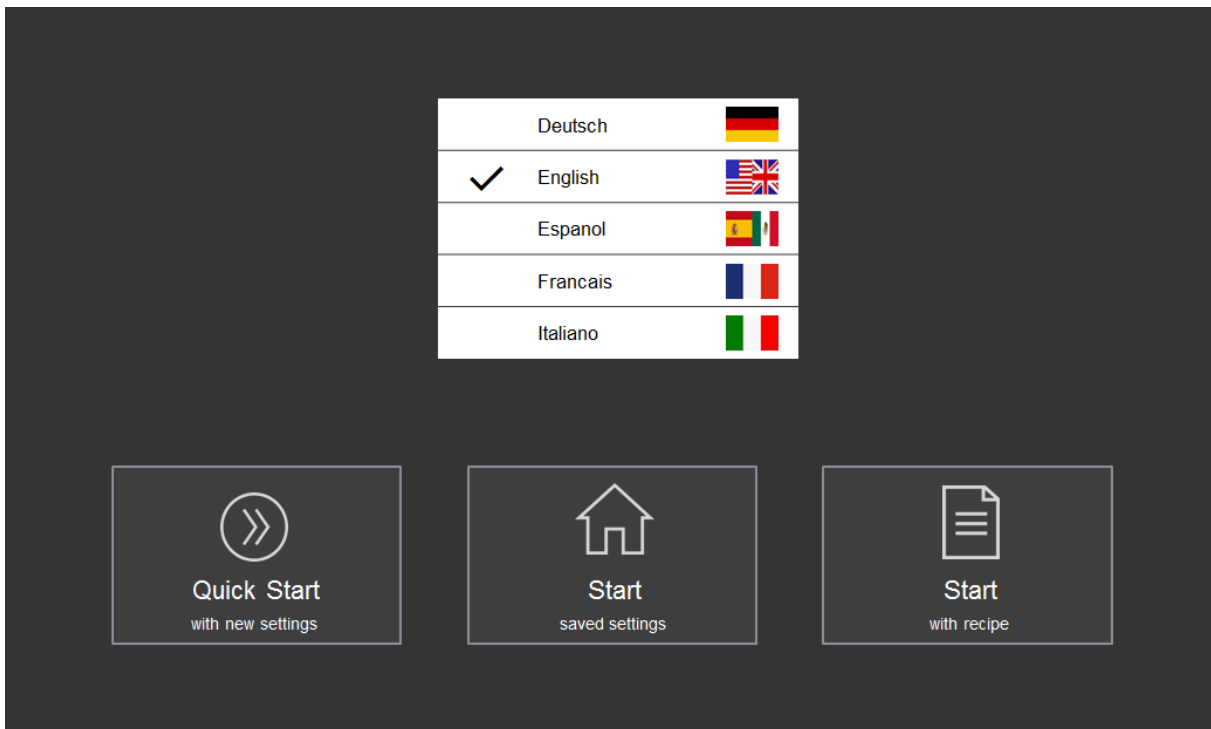 Deutsch
English
Espanol
Francais
Italiano
Quick Start
with new settings
Start
saved settings
Start
with recipe